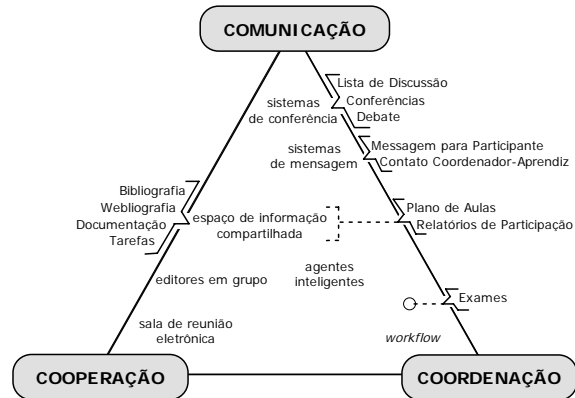 COMUNICAÇÃO
Lista de Discussão
Conferências
Debate
sistemas
de conferência
Messagem para Participante
Contato Coordenador-Aprendiz
sistemas
de mensagem
Bibliografia
Webliografia
Documentação
Tarefas
espaço de informação
compartilhada
Plano de Aulas
Relatórios de Participação
editores em grupo
agentes
inteligentes
Exames
sala de reunião
eletrônica
workflow
COOPERAÇÃO
COORDENAÇÃO